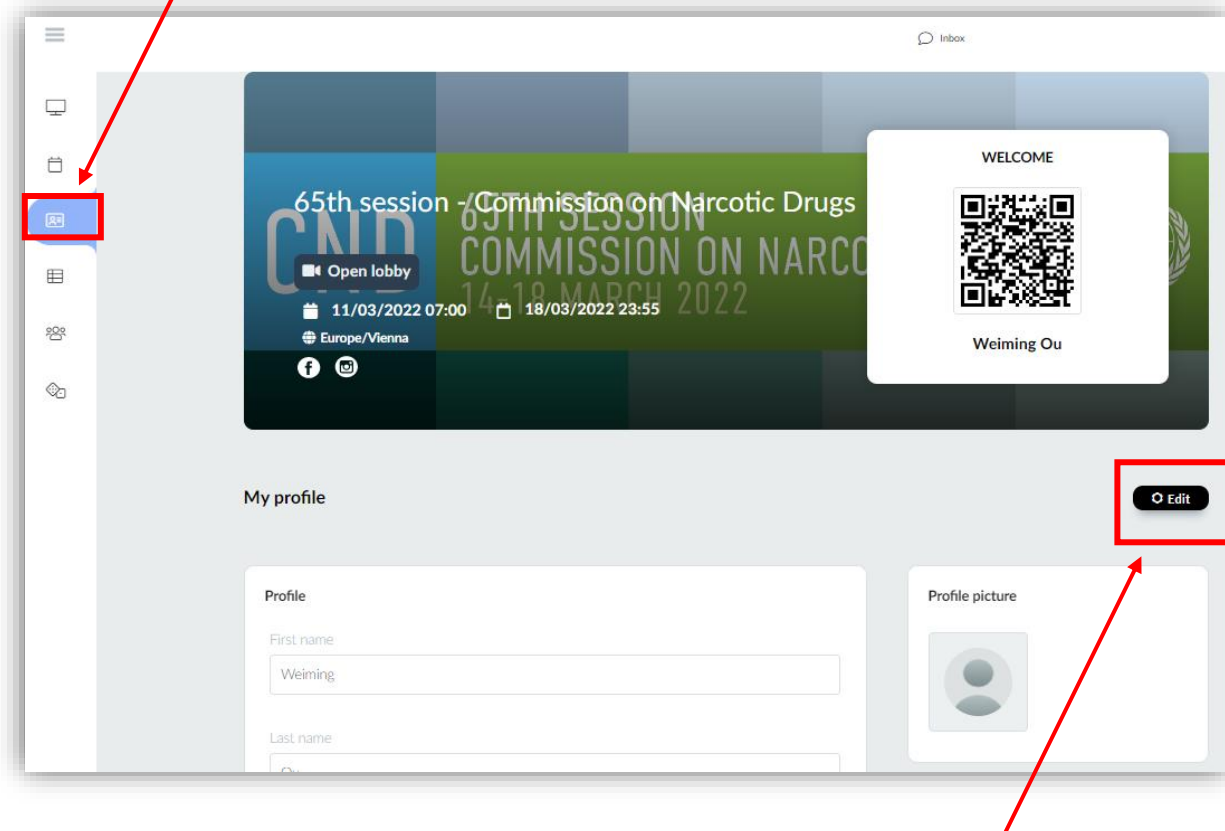 Inbox
WELCOME
65th session - Commission on Narcotic Drugs
CND
65TH SESSION
COMMISSION ON NARCO
14-18 MARCH 2022
Open lobby
11/03/2022 07:00 18/03/2022 23:55
Europe/Vienna
Weiming Ou
My profile
Edit
Profile
Profile picture
First name
Weiming
Last name
Ou